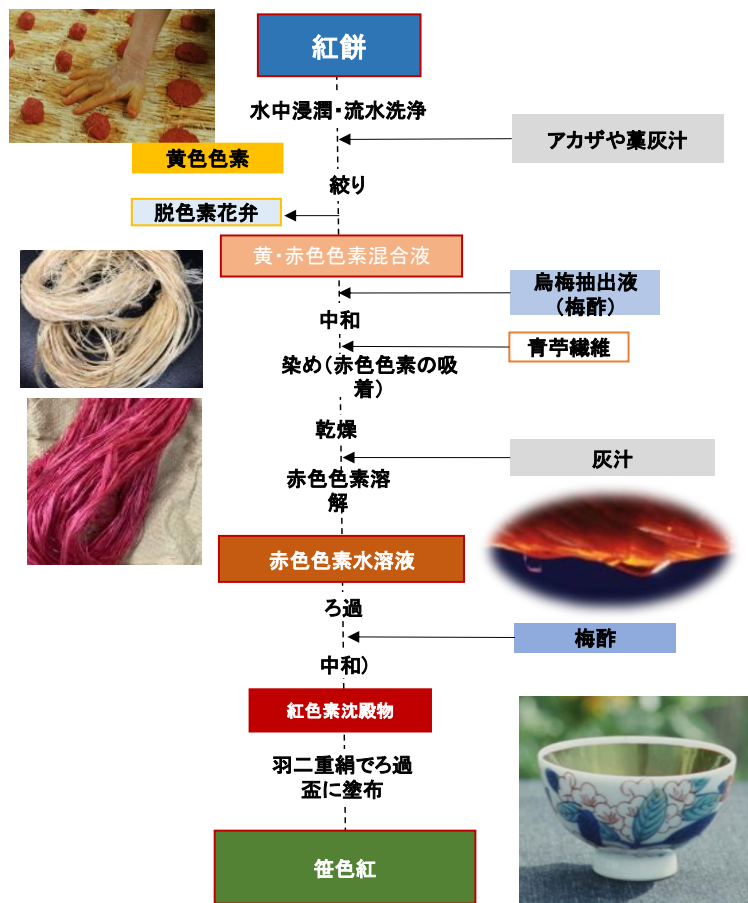 紅餅
水中浸潤・流水洗浄
アカザや藁灰汁
黄色色素
絞り
脱色素花弁
黄・赤色色素混合液
烏梅抽出液
（梅酢）
中和
青苧繊維
染め（赤色色素の吸
着）
乾燥
灰汁
赤色色素溶
解
赤色色素水溶液
ろ過
梅酢
中和）
紅色素沈殿物
羽二重絹でろ過
盃に塗布
笹色紅